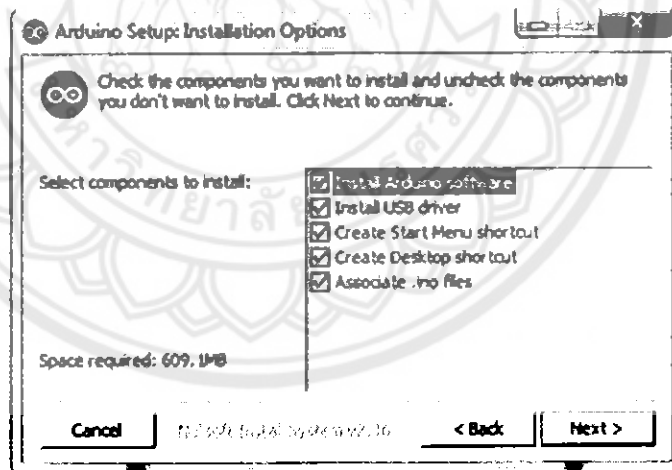 Arduino Setup: Installation Options
Check the components you want to install and uncheck the components
you don't want to install. Click Next to continue.
Select components to install:
Install Arduino software
Install USB driver
Create Start Menu shortcut
Create Desktop shortcut
Associate .ino files
Space required: 609.1MB
Cancel
< Back
Next >